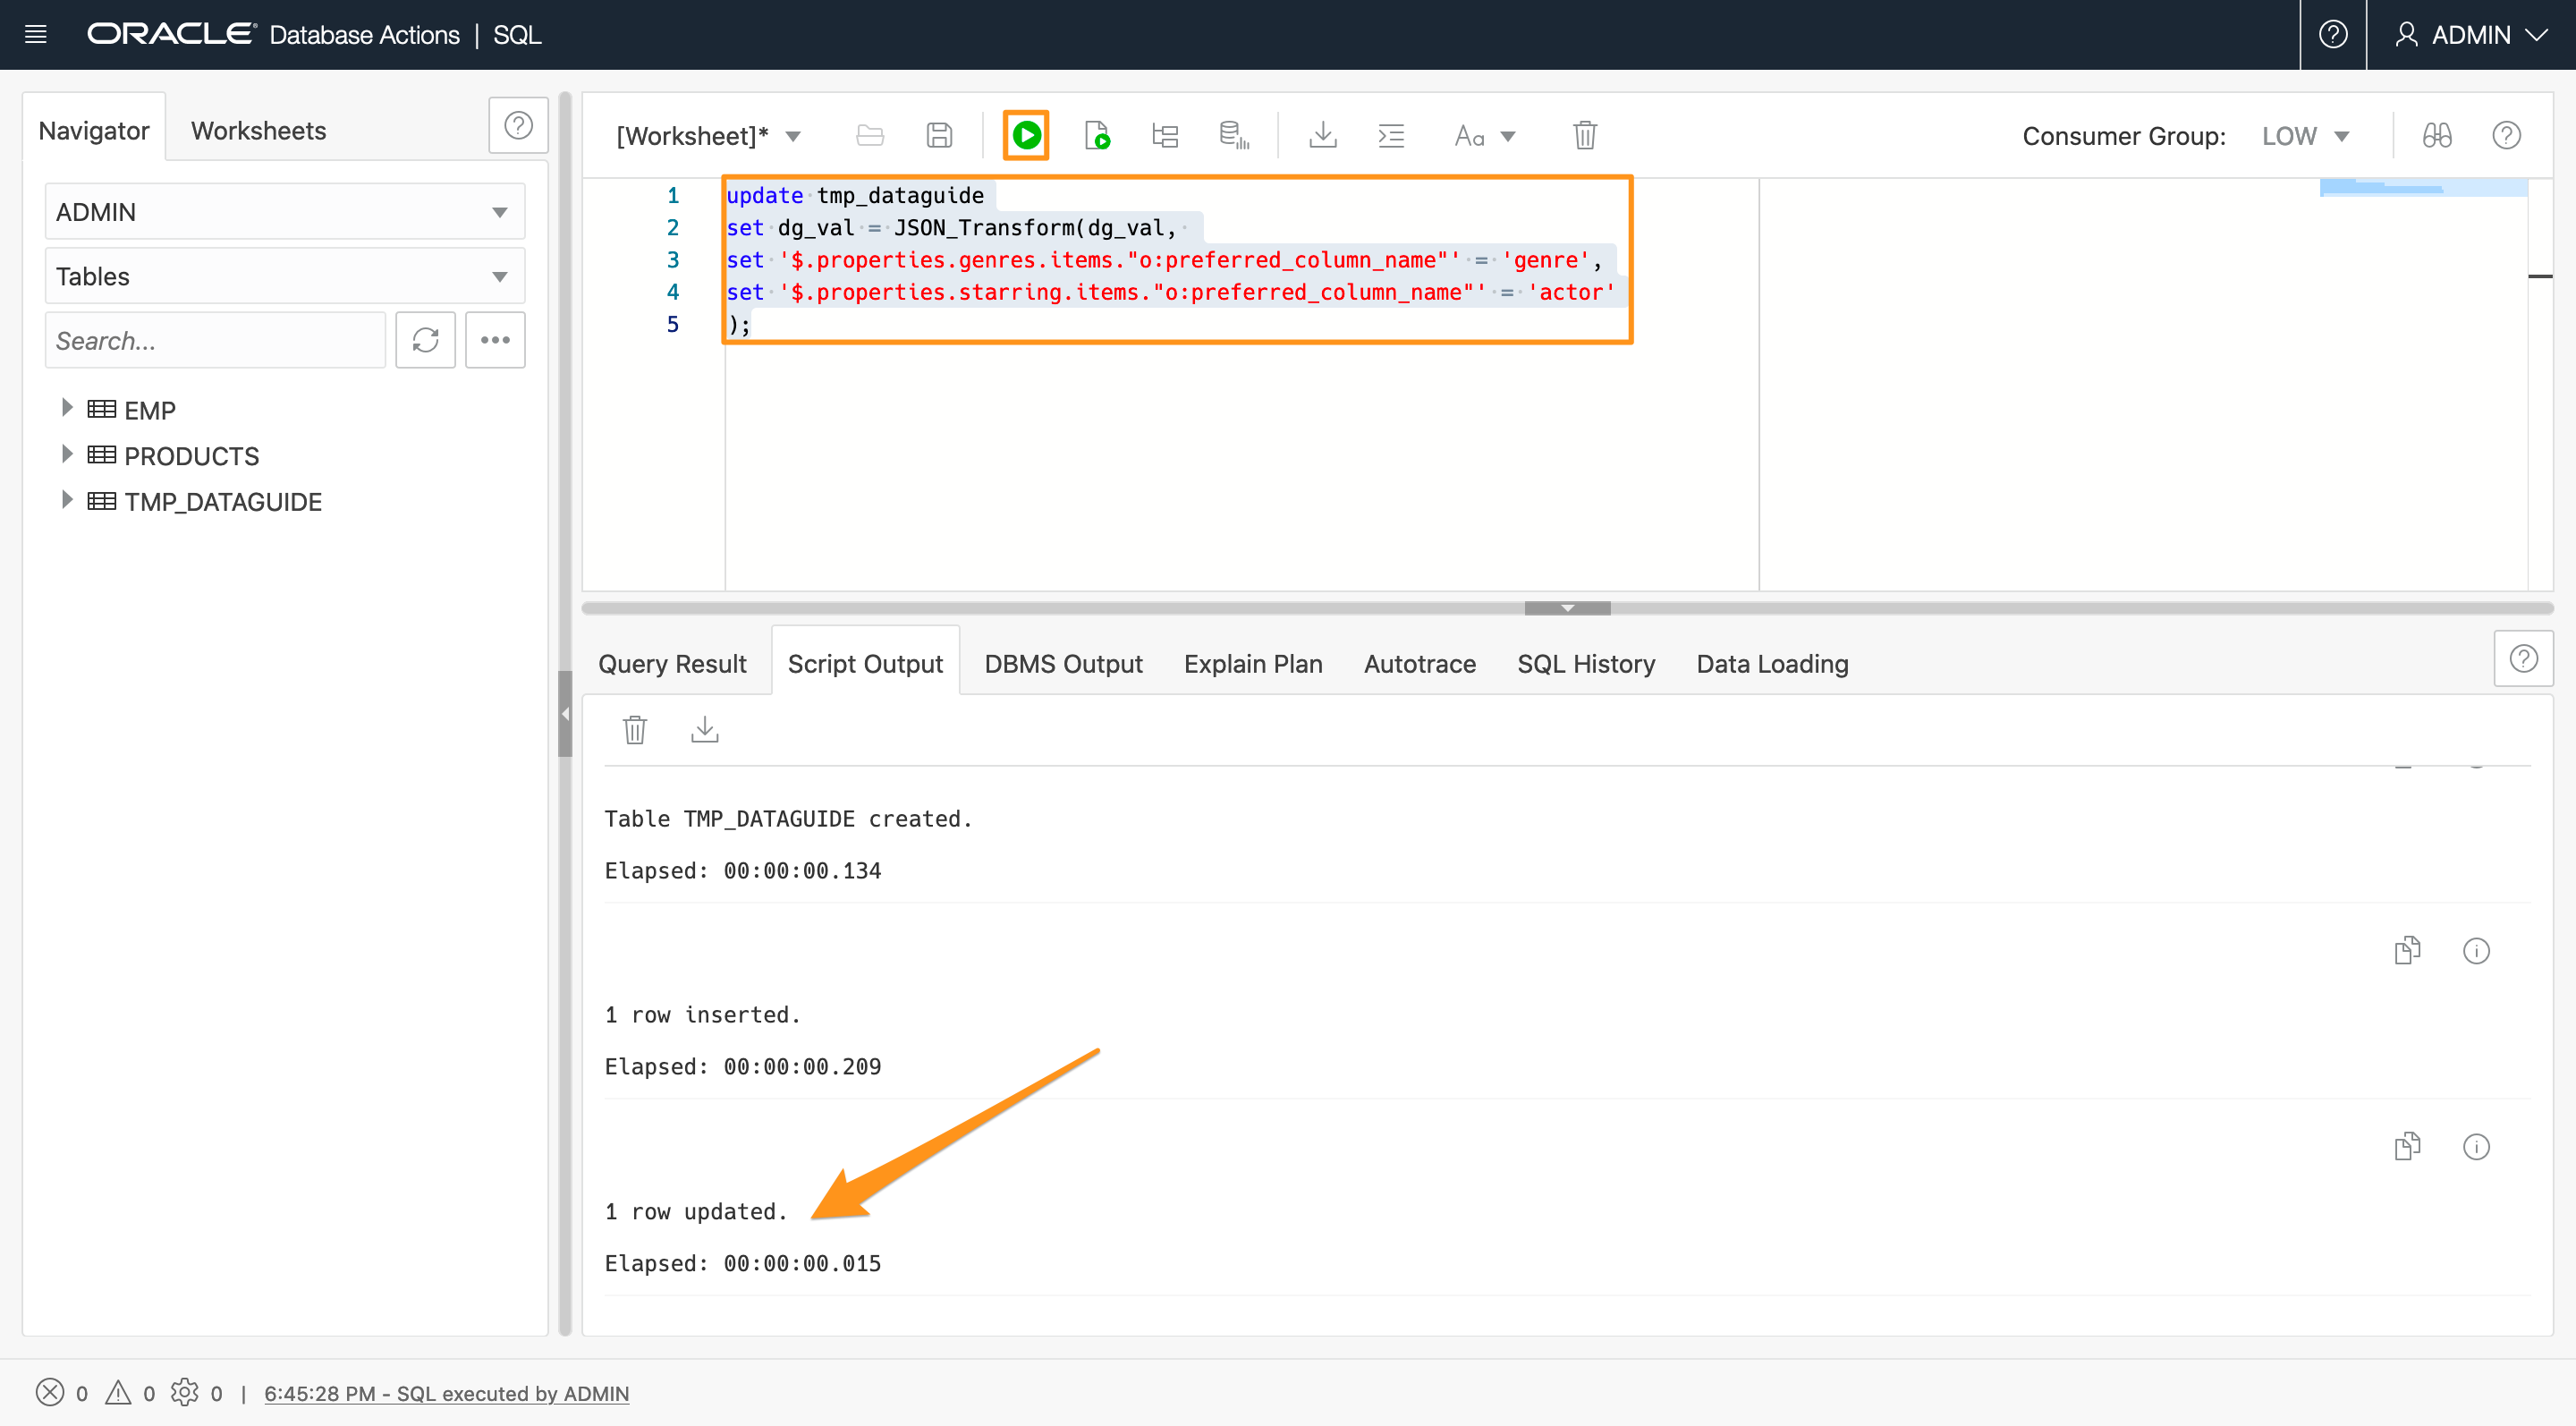 ORACLE Database Actions | SQL
ADMIN
Navigator
Worksheets
ADMIN
Tables
Search...
EMP
PRODUCTS
TMP_DATAGUIDE
[Worksheet]*
Aa
Consumer Group: LOW
1 update tmp_dataguide
2 set dg_val = JSON_Transform(dg_val,
3 set '$.properties.genres.items."o:preferred_column_name"' = 'genre',
4 set '$.properties.starring.items."o:preferred_column_name"' = 'actor'
5 );
Query Result
Script Output
DBMS Output
Explain Plan
Autotrace
SQL History
Data Loading
Table TMP_DATAGUIDE created.
Elapsed: 00:00:00.134
1 row inserted.
Elapsed: 00:00:00.209
1 row updated.
Elapsed: 00:00:00.015
0 0 0 | 6:45:28 PM - SQL executed by ADMIN